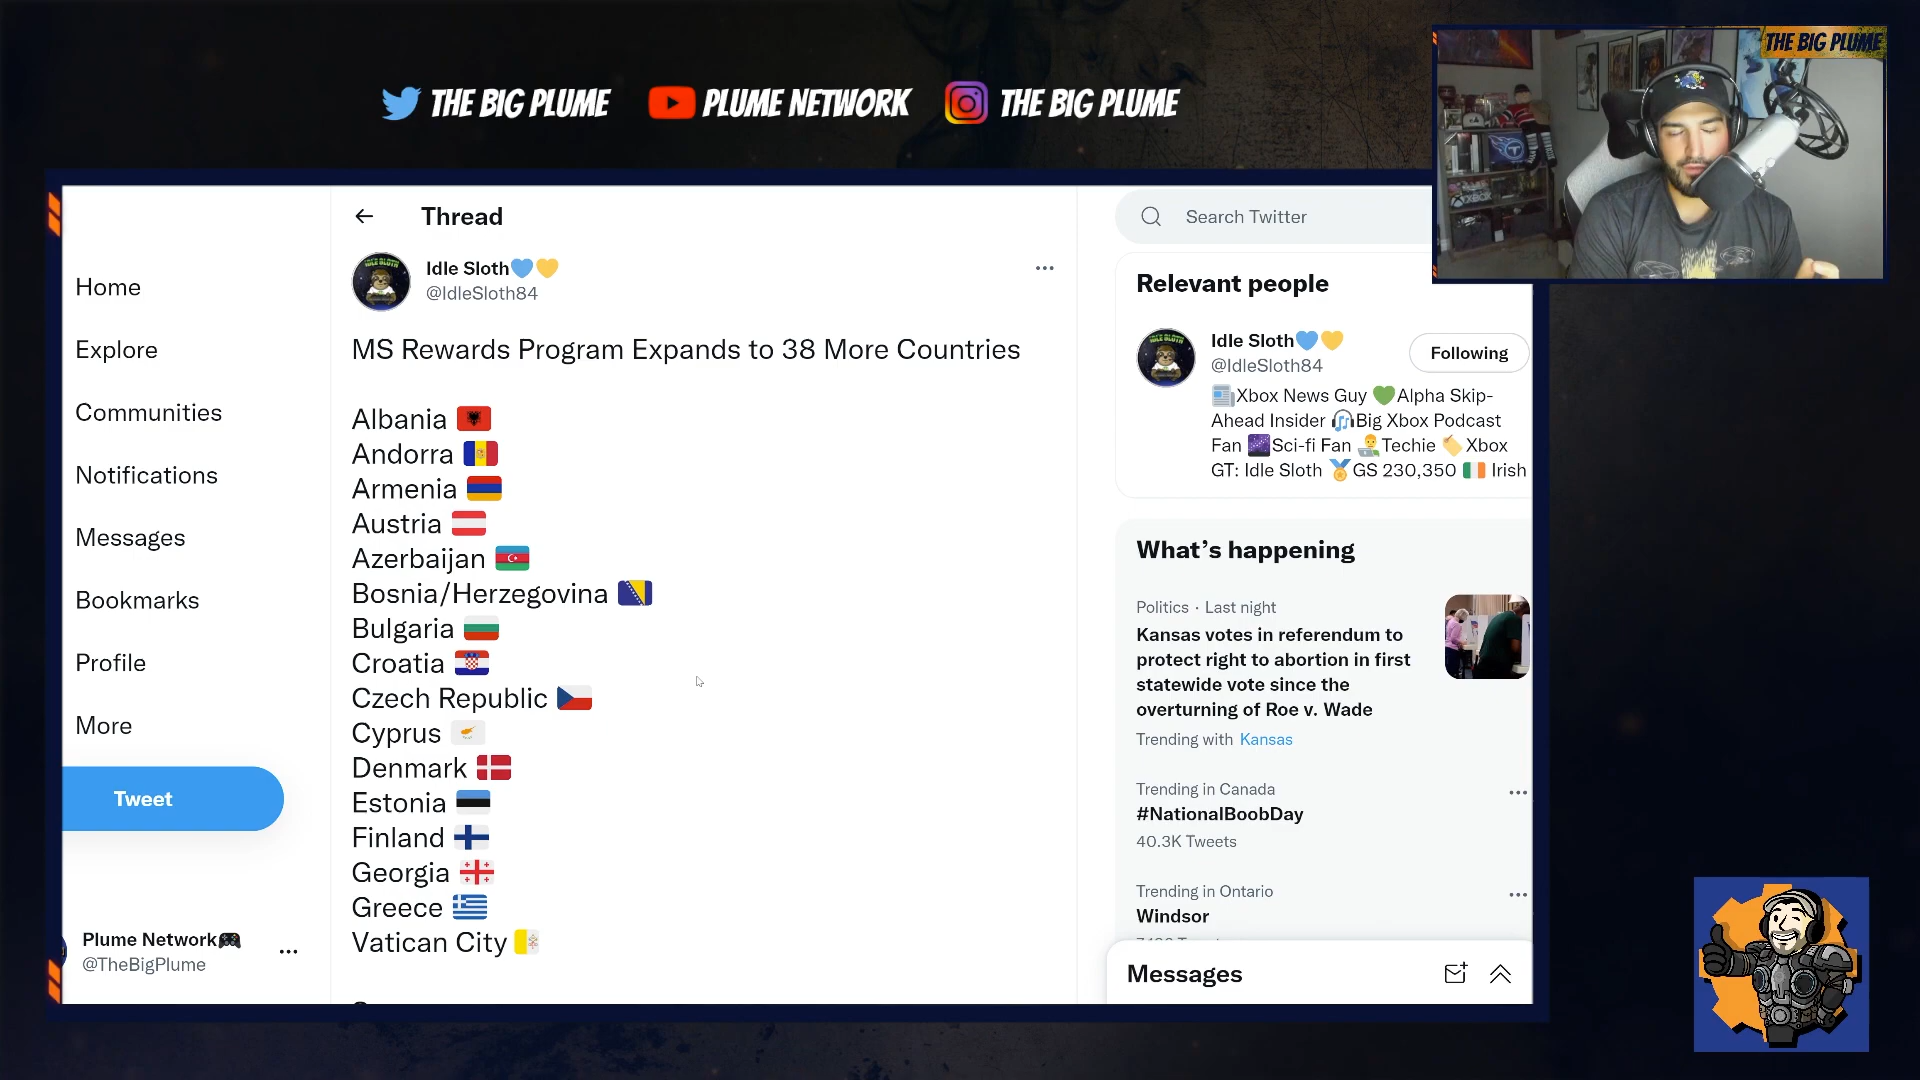 THE BIG PLUME
PLUME NETWORK
THE BIG PLUME
THE BIG PLUME
Home
Explore
Communities
Notifications
Messages
Bookmarks
Profile
More
Tweet
Plume Network🎮
@TheBigPlume
Thread
Idle Sloth💙💛
@IdleSloth84
MS Rewards Program Expands to 38 More Countries
Albania 🇦🇱
Andorra 🇦🇩
Armenia 🇦🇲
Austria 🇦🇹
Azerbaijan 🇦🇿
Bosnia/Herzegovina 🇧🇦
Bulgaria 🇧🇬
Croatia 🇭🇷
Czech Republic 🇨🇿
Cyprus 🇨🇾
Denmark 🇩🇰
Estonia 🇪🇪
Finland 🇫🇮
Georgia 🇬🇪
Greece 🇬🇷
Vatican City 🇻🇦
Search Twitter
Relevant people
Idle Sloth💙💛
@IdleSloth84
Following
📰Xbox News Guy 💚Alpha Skip-
Ahead Insider 🎧Big Xbox Podcast
Fan 🌌Sci-fi Fan 👨‍💻Techie 🏷️Xbox
GT: Idle Sloth 🏅GS 230,350 🇮🇪 Irish
What's happening
Politics · Last night
Kansas votes in referendum to
protect right to abortion in first
statewide vote since the
overturning of Roe v. Wade
Trending with Kansas
Trending in Canada
#NationalBoobDay
40.3K Tweets
Trending in Ontario
Windsor
Messages